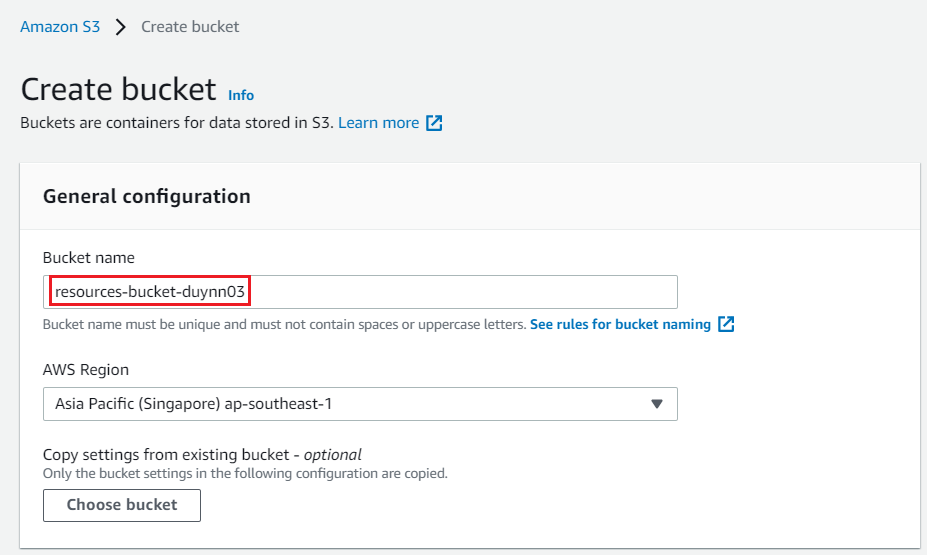 Amazon S3 > Create bucket
Create bucket Info
Buckets are containers for data stored in S3. Learn more
General configuration
Bucket name
resources-bucket-duynn03
Bucket name must be unique and must not contain spaces or uppercase letters. See rules for bucket naming
AWS Region
Asia Pacific (Singapore) ap-southeast-1
Copy settings from existing bucket - optional
Only the bucket settings in the following configuration are copied.
Choose bucket